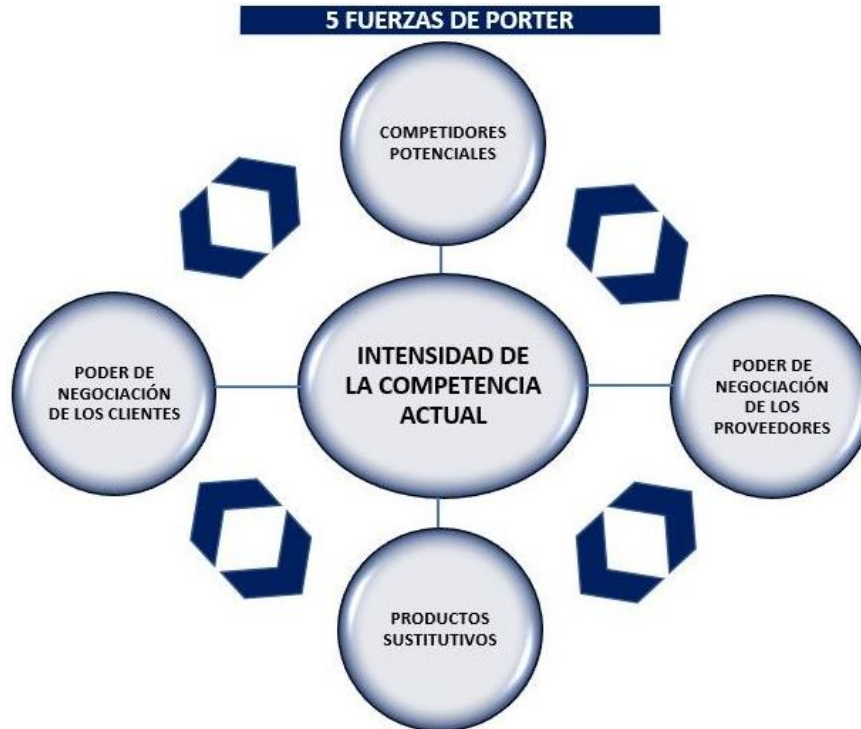 5 FUERZAS DE PORTER
COMPETIDORES
POTENCIALES
INTENSIDAD DE
LA COMPETENCIA
ACTUAL
PODER DE
NEGOCIACIÓN
DE LOS CLIENTES
PODER DE
NEGOCIACIÓN
DE LOS
PROVEEDORES
PRODUCTOS
SUSTITUTIVOS